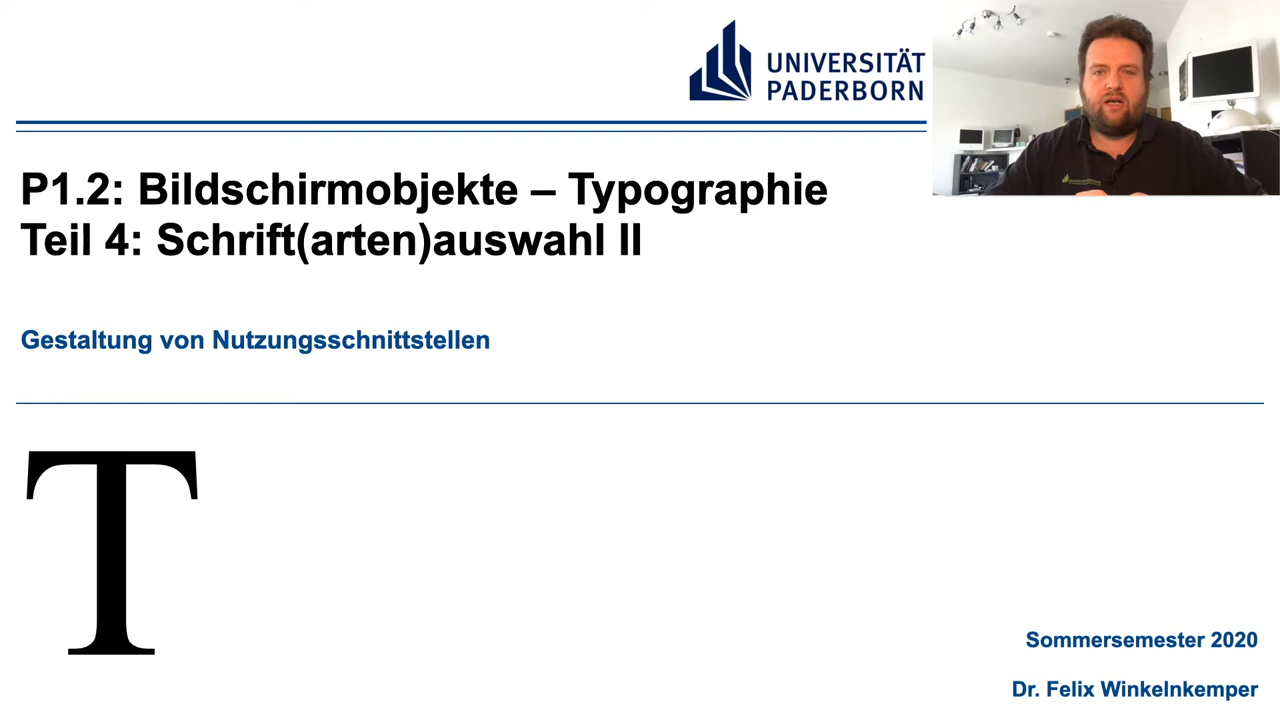 UNIVERSITÄT
PADERBORN
P1.2: Bildschirmobjekte – Typographie
Teil 4: Schrift(arten)auswahl II
Gestaltung von Nutzungsschnittstellen
T
Sommersemester 2020
Dr. Felix Winkelnkemper